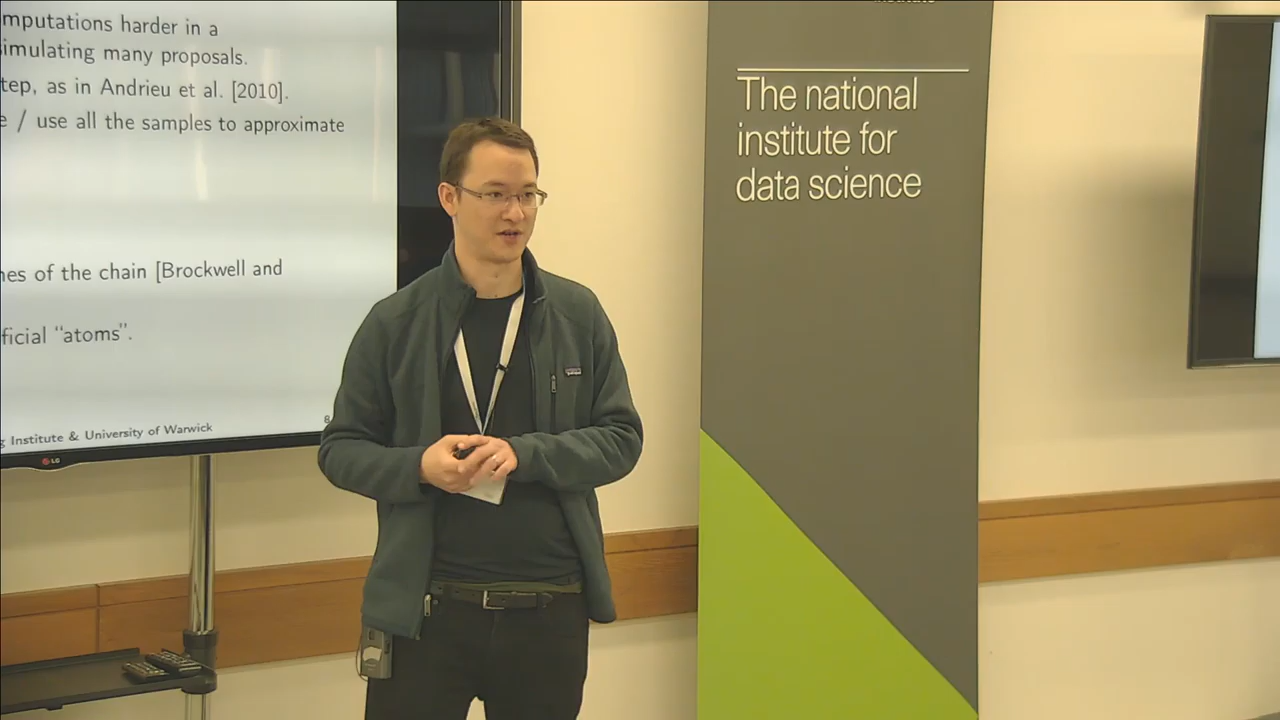 mputations harder in a
imulating many proposals.
tep, as in Andrieu et al. [2010].
e / use all the samples to approximate
nes of the chain [Brockwell and
ficial "atoms".
g Institute & University of Warwick
8
LG
The national
institute for
data science
patagonia